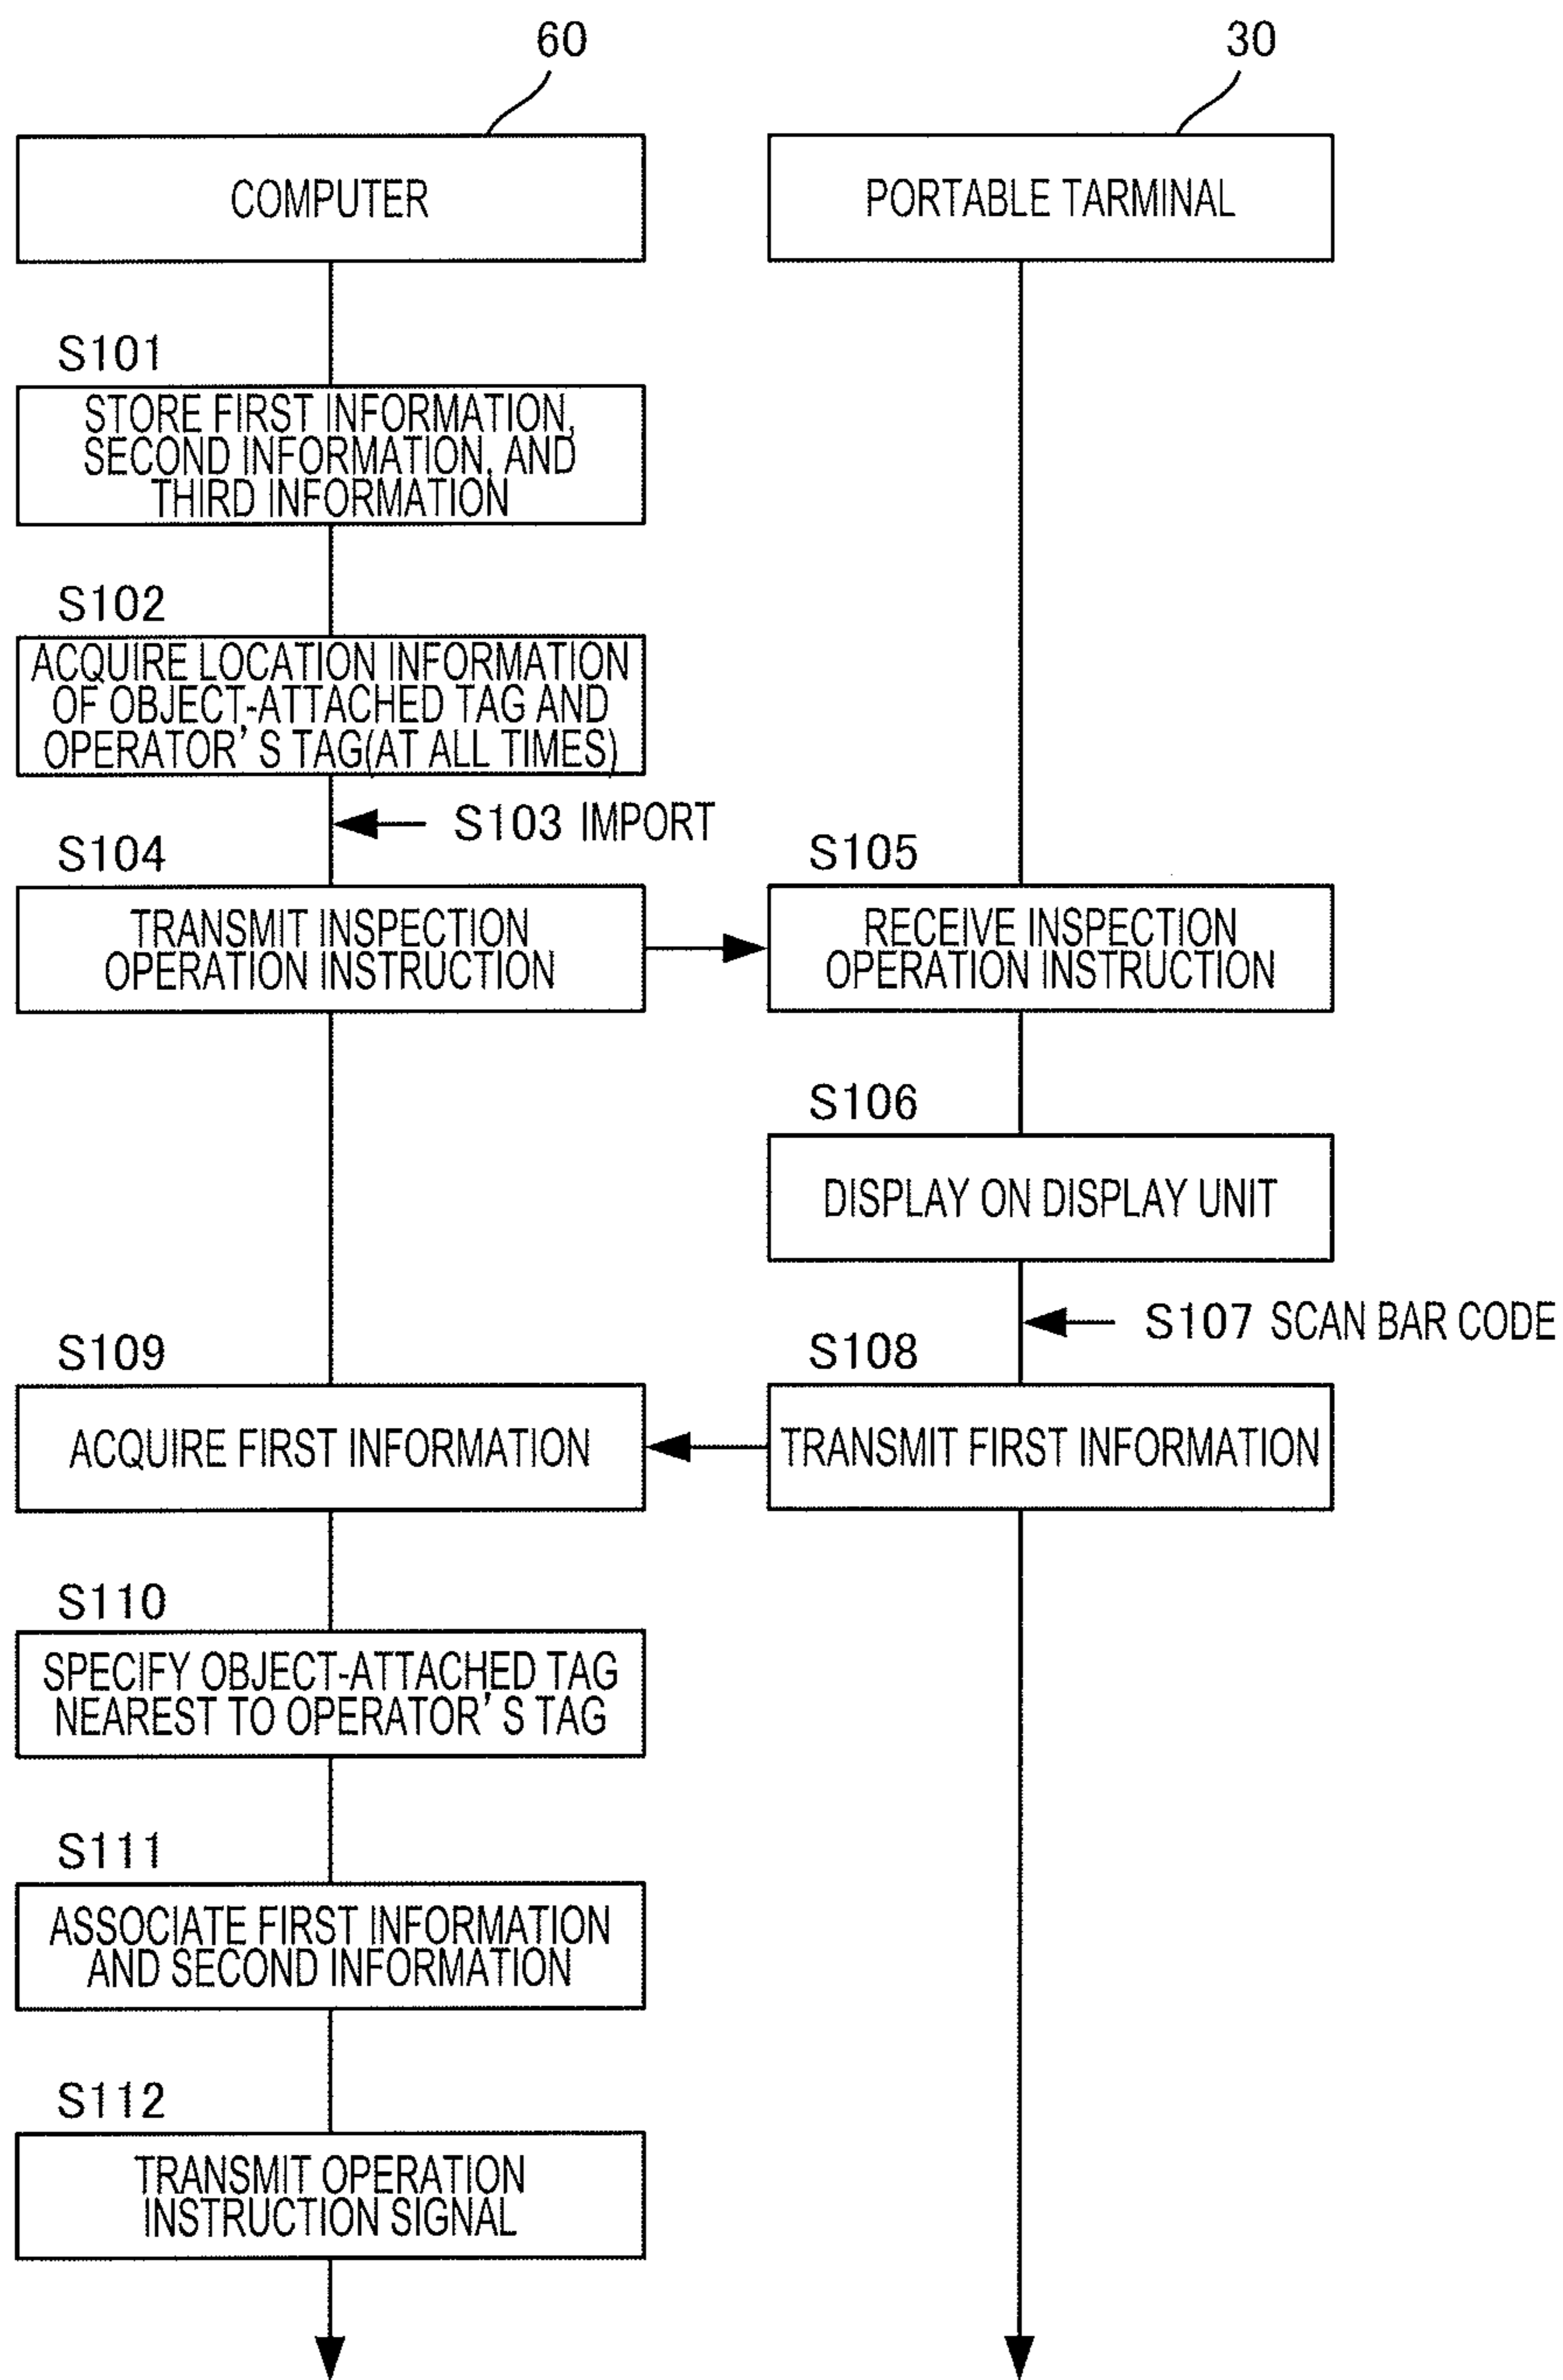 60
30
COMPUTER
PORTABLE TARMINAL
S101
STORE FIRST INFORMATION,
SECOND INFORMATION, AND
THIRD INFORMATION
S102
ACQUIRE LOCATION INFORMATION
OF OBJECT-ATTACHED TAG AND
OPERATOR'S TAG(AT ALL TIMES)
S103 IMPORT
S104
TRANSMIT INSPECTION
OPERATION INSTRUCTION
S105
RECEIVE INSPECTION
OPERATION INSTRUCTION
S106
DISPLAY ON DISPLAY UNIT
S107 SCAN BAR CODE
S108
TRANSMIT FIRST INFORMATION
S109
ACQUIRE FIRST INFORMATION
S110
SPECIFY OBJECT-ATTACHED TAG
NEAREST TO OPERATOR'S TAG
S111
ASSOCIATE FIRST INFORMATION
AND SECOND INFORMATION
S112
TRANSMIT OPERATION
INSTRUCTION SIGNAL